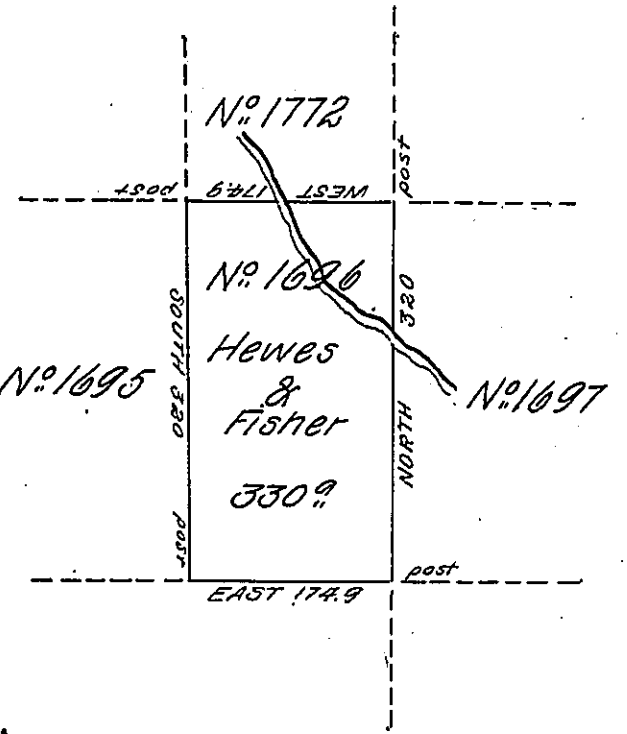 Nº 1772
post
post
WEST 174.9
Nº 1696
SOUTH 320
320
NORTH
Hewes
&
Fisher
Nº 1695
Nº 1697
330 a
post
post
EAST 174.9